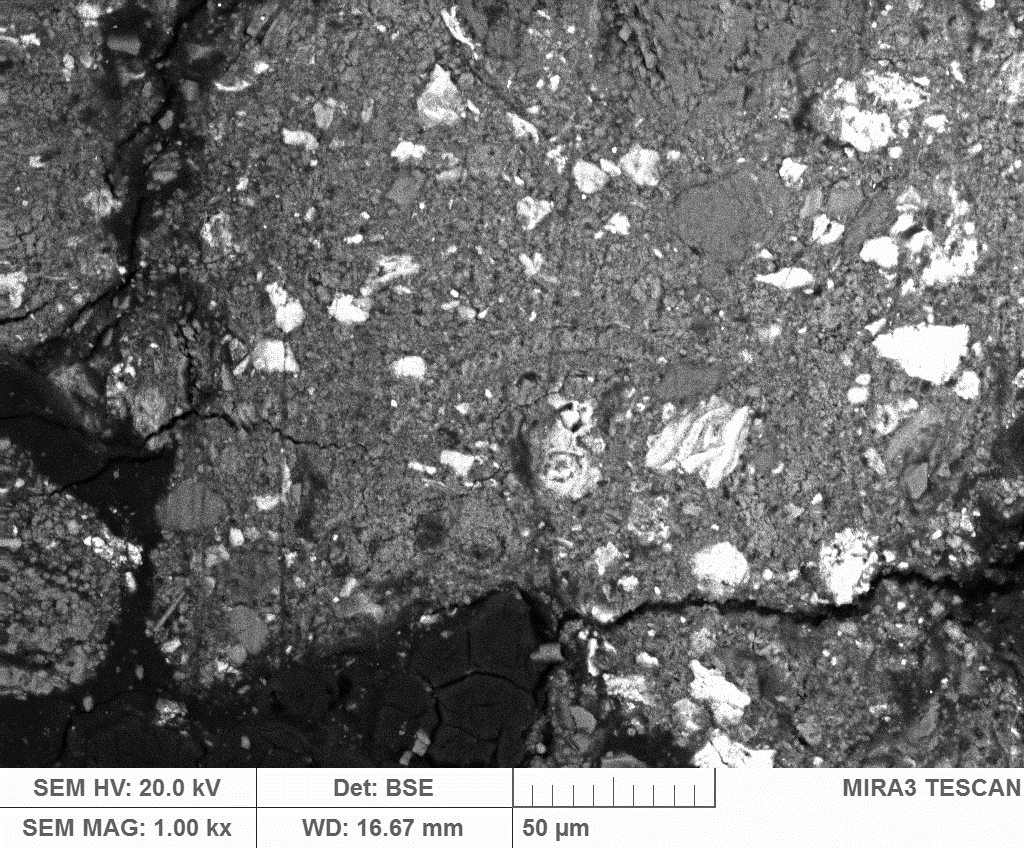 SEM HV: 20.0 kV
Det: BSE
MIRA3 TESCAN
SEM MAG: 1.00 kx
WD: 16.67 mm
50 µm